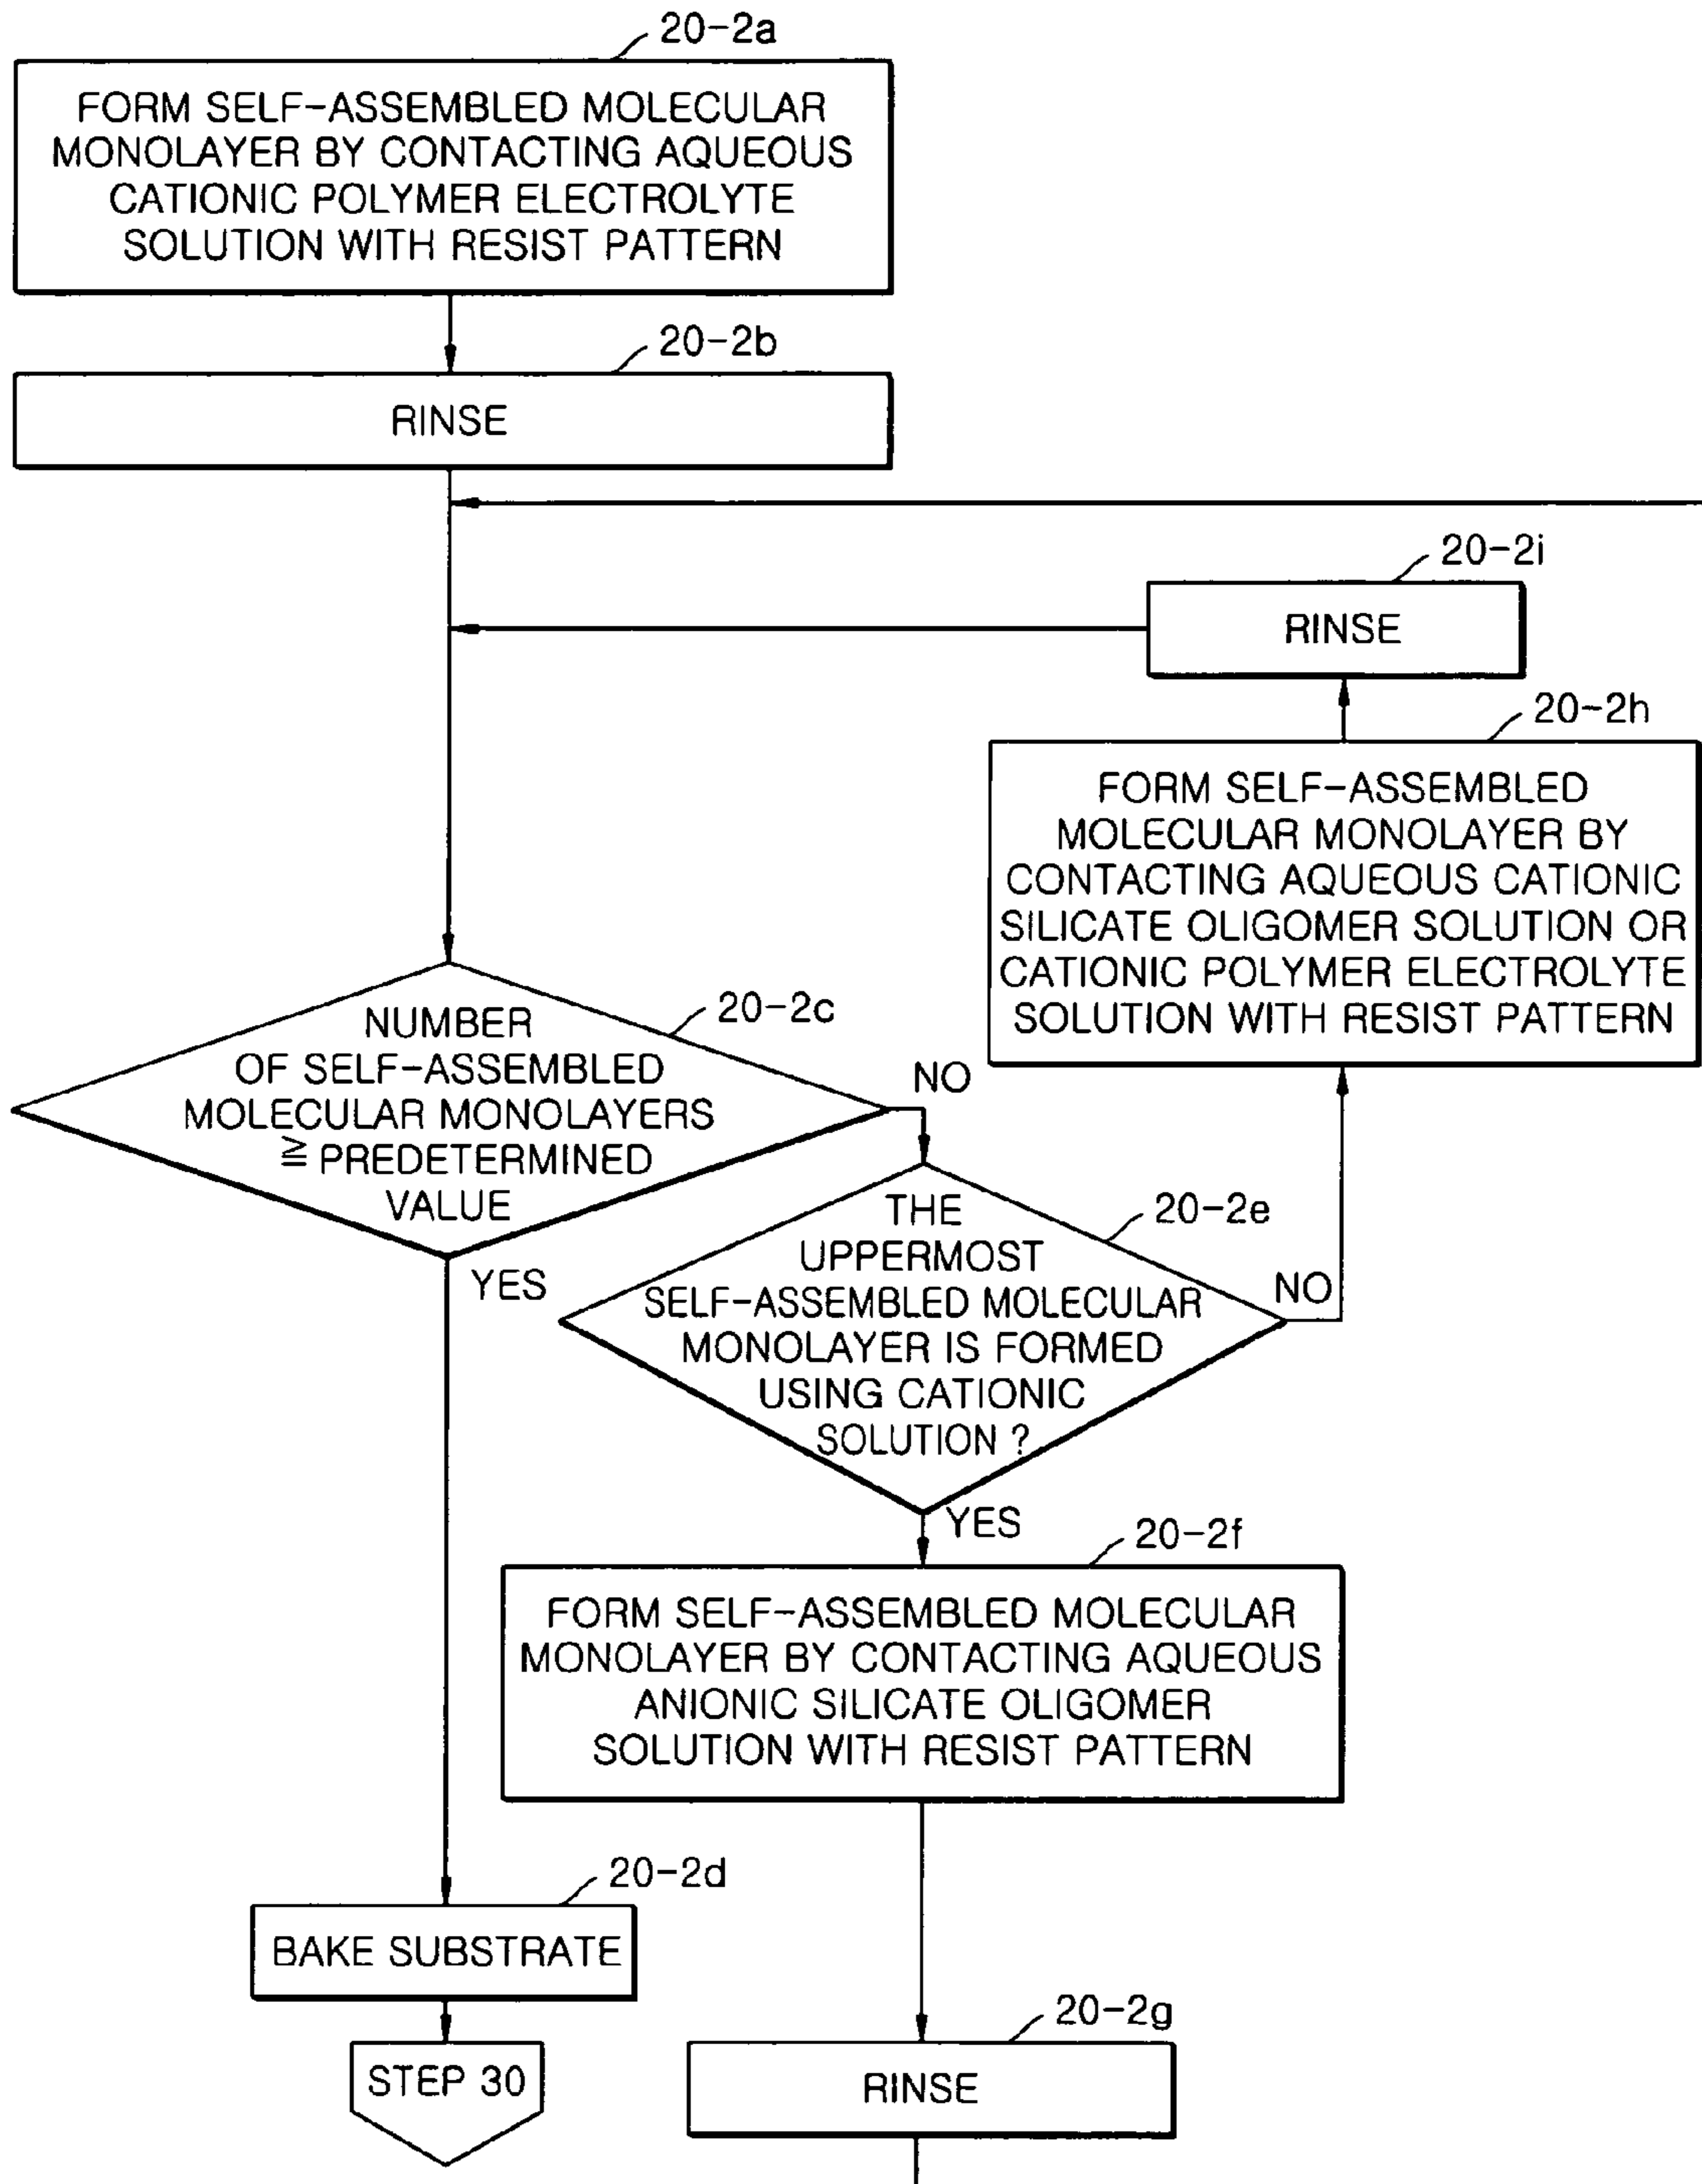 20-2a
FORM SELF-ASSEMBLED MOLECULAR
MONOLAYER BY CONTACTING AQUEOUS
CATIONIC POLYMER ELECTROLYTE
SOLUTION WITH RESIST PATTERN
20-2b
RINSE
20-2i
RINSE
20-2h
FORM SELF-ASSEMBLED
MOLECULAR MONOLAYER BY
CONTACTING AQUEOUS CATIONIC
SILICATE OLIGOMER SOLUTION OR
CATIONIC POLYMER ELECTROLYTE
SOLUTION WITH RESIST PATTERN
20-2c
NUMBER
OF SELF-ASSEMBLED
MOLECULAR MONOLAYERS
≧ PREDETERMINED
VALUE
NO
YES
20-2e
THE
UPPERMOST
SELF-ASSEMBLED MOLECULAR
MONOLAYER IS FORMED
USING CATIONIC
SOLUTION ?
NO
YES
20-2f
FORM SELF-ASSEMBLED MOLECULAR
MONOLAYER BY CONTACTING AQUEOUS
ANIONIC SILICATE OLIGOMER
SOLUTION WITH RESIST PATTERN
20-2d
BAKE SUBSTRATE
STEP 30
20-2g
RINSE